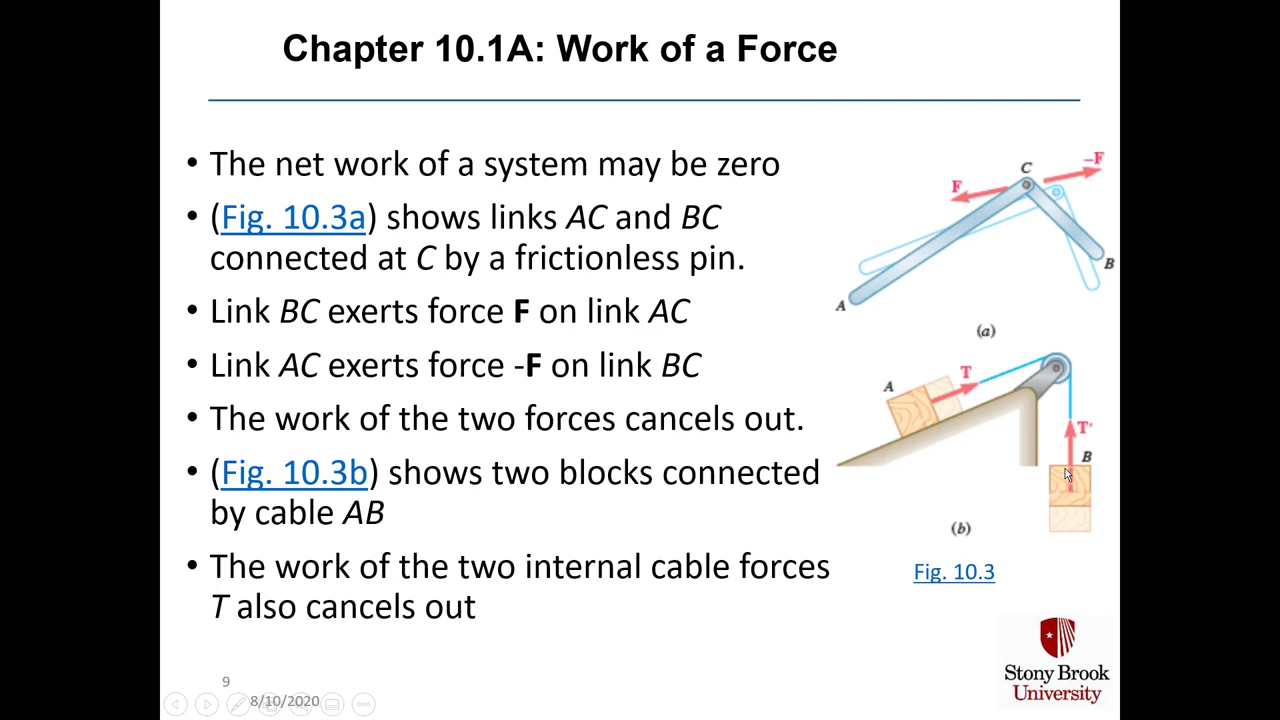 Chapter 10.1A: Work of a Force
• The net work of a system may be zero
• (Fig. 10.3a) shows links AC and BC
connected at C by a frictionless pin.
• Link BC exerts force F on link AC
• Link AC exerts force -F on link BC
• The work of the two forces cancels out.
• (Fig. 10.3b) shows two blocks connected
by cable AB
• The work of the two internal cable forces
T also cancels out
C
–F
F
B
A
(a)
A
T
T′
B
(b)
Fig. 10.3
Stony Brook
University
9
8/10/2020